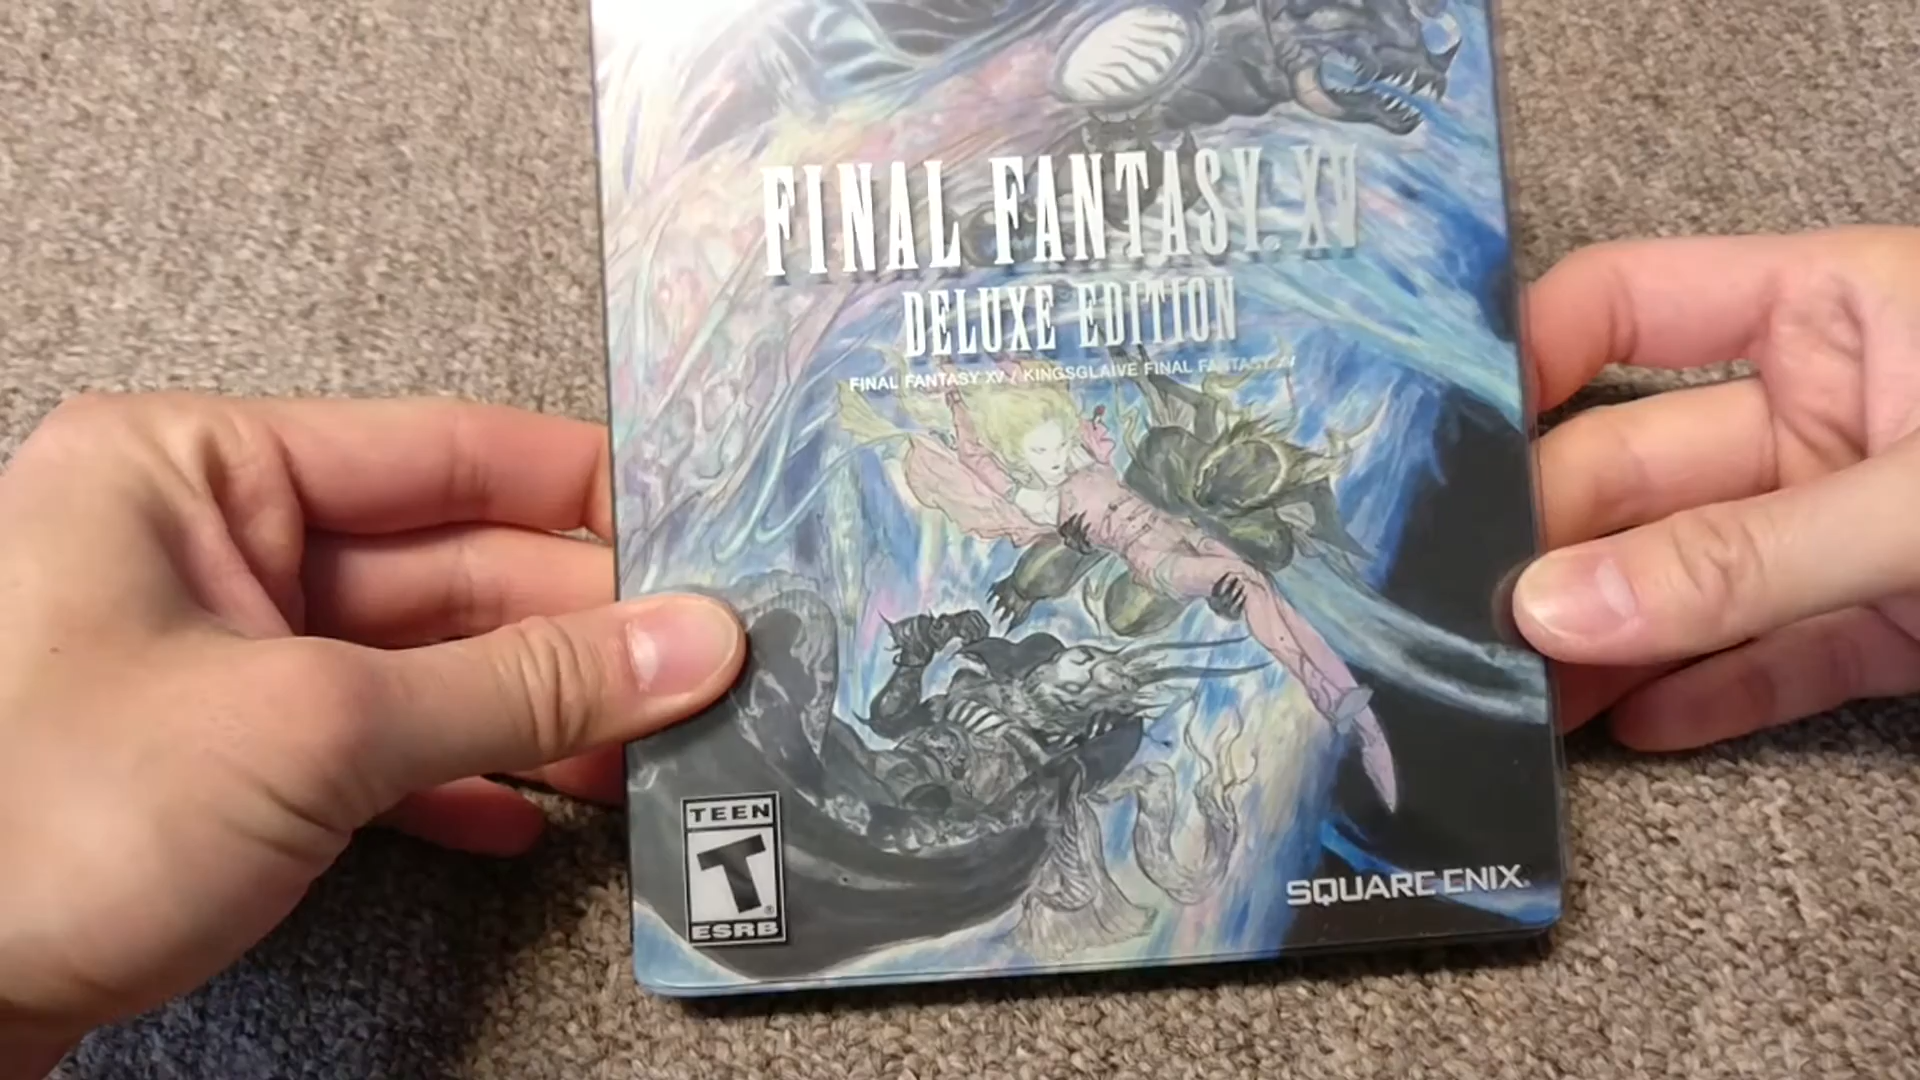 FINAL FANTASY. XV
DELUXE EDITION
FINAL FANTASY XV / KINGSGLAIVE FINAL FANTASY XV
TEEN
T
ESRB
SQUARE ENIX.